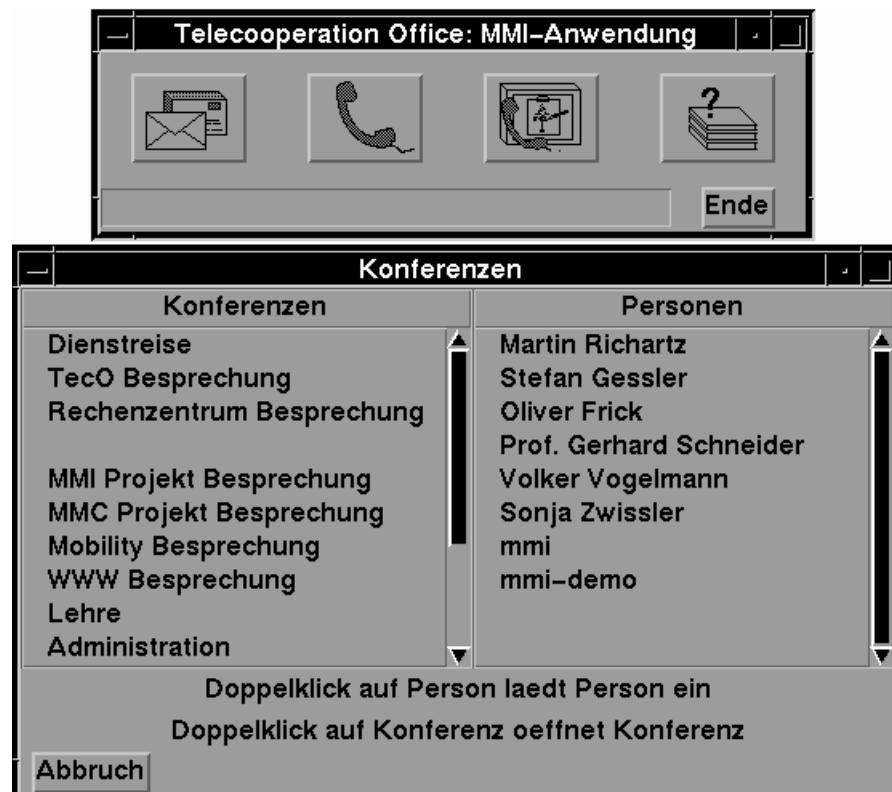 Telecooperation Office: MMI-Anwendung
?
Ende
Konferenzen
Konferenzen
Personen
Dienstreise
TecO Besprechung
Rechenzentrum Besprechung
MMI Projekt Besprechung
MMC Projekt Besprechung
Mobility Besprechung
WWW Besprechung
Lehre
Administration
Martin Richartz
Stefan Gessler
Oliver Frick
Prof. Gerhard Schneider
Volker Vogelmann
Sonja Zwissler
mmi
mmi-demo
Doppelklick auf Person laedt Person ein
Doppelklick auf Konferenz oeffnet Konferenz
Abbruch